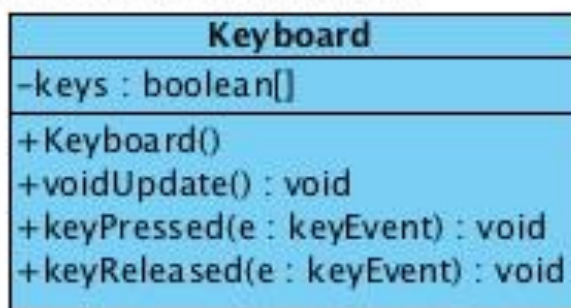 Keyboard
-keys : boolean[]
+Keyboard()
+voidUpdate() : void
+keyPressed(e : keyEvent) : void
+keyReleased(e : keyEvent) : void